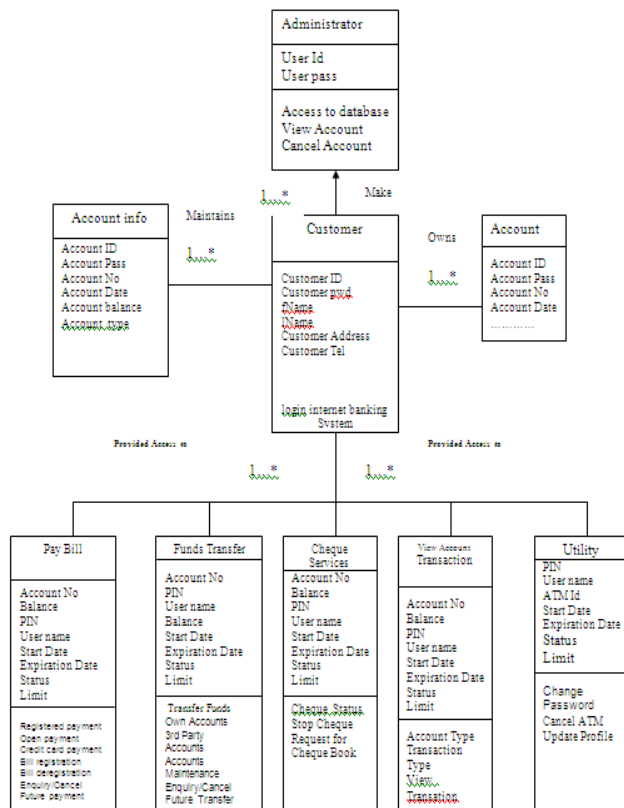 Administrator
User Id
User pass
Access to database
View Account
Cancel Account
1....*
Make
Account info
Account ID
Account Pass
Account No
Account Date
Account balance
Account type
Maintains
1....*
Customer
Customer ID
Customer pwd
fName
lName
Customer Address
Customer Tel
login internet banking
System
Owns
1....*
Account
Account ID
Account Pass
Account No
Account Date
............
Provided Access to
Provided Access to
1....*
1....*
Pay Bill
Account No
Balance
PIN
User name
Start Date
Expiration Date
Status
Limit
Registered payment
Open payment
Credit card payment
Bill registration
Bill deregistration
Enquiry/Cancel
Future payment
Funds Transfer
Account No
PIN
User name
Balance
Start Date
Expiration Date
Status
Limit
Transfer Funds
Own Accounts
3rd Party
Accounts
Accounts
Maintenance
Enquiry/Cancel
Future Transfer
Cheque
Services
Account No
Balance
PIN
User name
Start Date
Expiration Date
Status
Limit
Cheque Status
Stop Cheque
Request for
Cheque Book
View Account
Transaction
Account No
Balance
PIN
User name
Start Date
Expiration Date
Status
Limit
Account Type
Transaction
Type
View
Transation
Utility
PIN
User name
ATM Id
Start Date
Expiration Date
Status
Limit
Change
Password
Cancel ATM
Update Profile